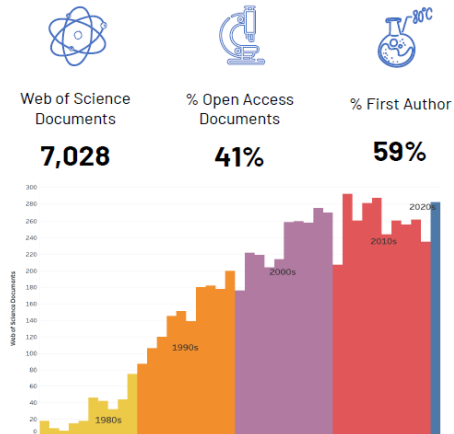 80°C
Web of Science
Documents
% Open Access
Documents
% First Author
7,028
41%
59%
300
280
260
240
220
200
180
160
140
120
100
80
60
40
20
0
Web of Science Documents
1980s
1990s
2000s
2010s
2020s